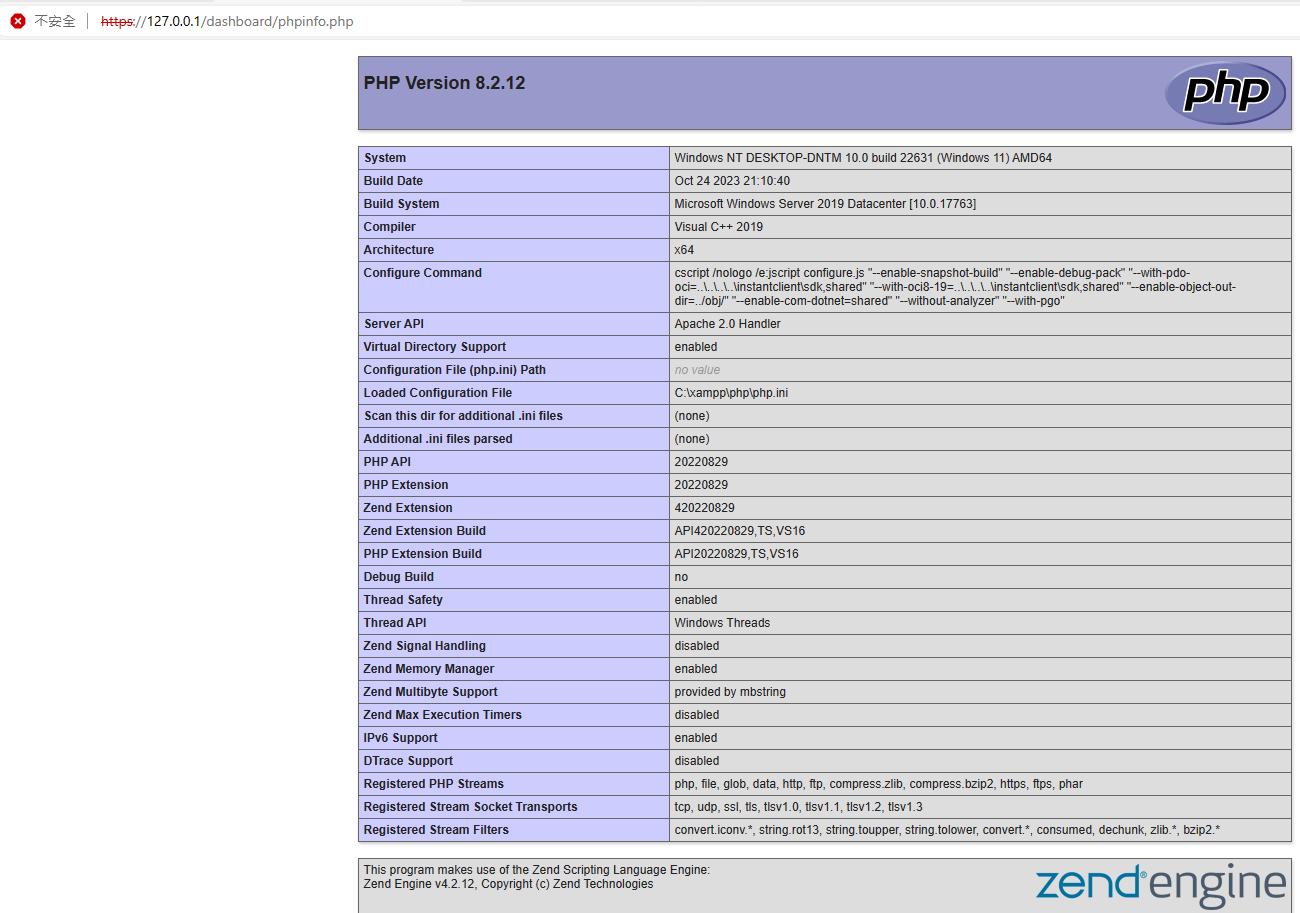 不安全 https://127.0.0.1/dashboard/phpinfo.php
PHP Version 8.2.12
php
System Windows NT DESKTOP-DNTM 10.0 build 22631 (Windows 11) AMD64
Build Date Oct 24 2023 21:10:40
Build System Microsoft Windows Server 2019 Datacenter [10.0.17763]
Compiler Visual C++ 2019
Architecture x64
Configure Command cscript /nologo /e:jscript configure.js "--enable-snapshot-build" "--enable-debug-pack" "--with-pdo-
oci=..\..\..\..\instantclient\sdk,shared" "--with-oci8-19=..\..\..\..\instantclient\sdk,shared" "--enable-object-out-
dir=../obj/" "--enable-com-dotnet=shared" "--without-analyzer" "--with-pgo"
Server API Apache 2.0 Handler
Virtual Directory Support enabled
Configuration File (php.ini) Path no value
Loaded Configuration File C:\xampp\php\php.ini
Scan this dir for additional .ini files (none)
Additional .ini files parsed (none)
PHP API 20220829
PHP Extension 20220829
Zend Extension 420220829
Zend Extension Build API420220829,TS,VS16
PHP Extension Build API20220829,TS,VS16
Debug Build no
Thread Safety enabled
Thread API Windows Threads
Zend Signal Handling disabled
Zend Memory Manager enabled
Zend Multibyte Support provided by mbstring
Zend Max Execution Timers disabled
IPv6 Support enabled
DTrace Support disabled
Registered PHP Streams php, file, glob, data, http, ftp, compress.zlib, compress.bzip2, https, ftps, phar
Registered Stream Socket Transports tcp, udp, ssl, tls, tlsv1.0, tlsv1.1, tlsv1.2, tlsv1.3
Registered Stream Filters convert.iconv.*, string.rot13, string.toupper, string.tolower, convert.*, consumed, dechunk, zlib.*, bzip2.*
This program makes use of the Zend Scripting Language Engine:
Zend Engine v4.2.12, Copyright (c) Zend Technologies
zend®engine